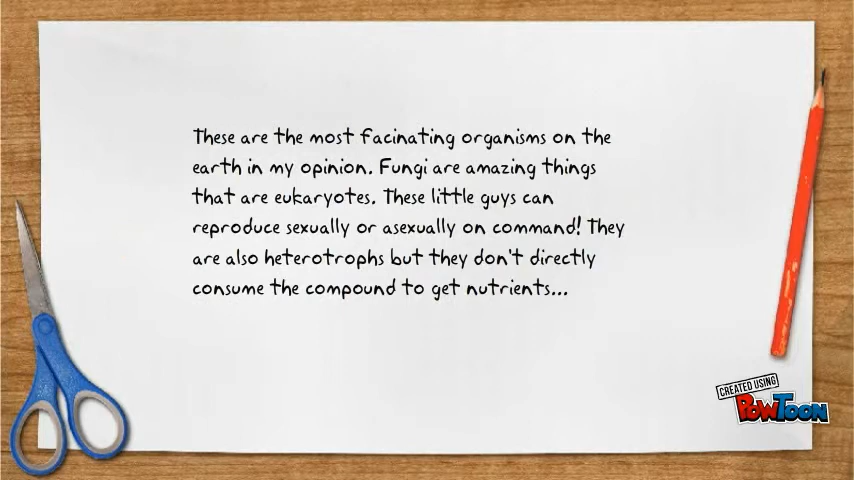 These are the most facinating organisms on the
earth in my opinion. Fungi are amazing things
that are eukaryotes. These little guys can
reproduce sexually or asexually on command! They
are also heterotrophs but they don't directly
consume the compound to get nutrients...
CREATED USING
POWTOON